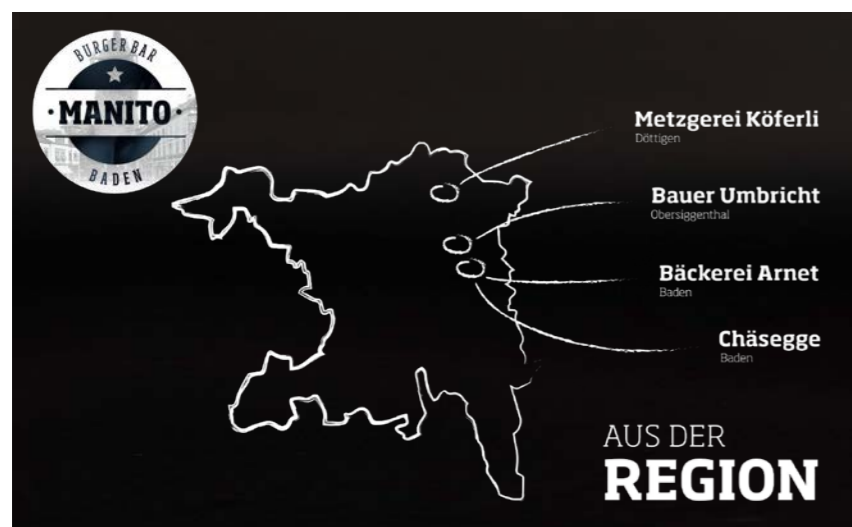 BURGER BAR
·MANITO·
BADEN
Metzgerei Köferli
Döttigen
Bauer Umbricht
Obersiggenthal
Bäckerei Arnet
Baden
Chäsegge
Baden
AUS DER
REGION